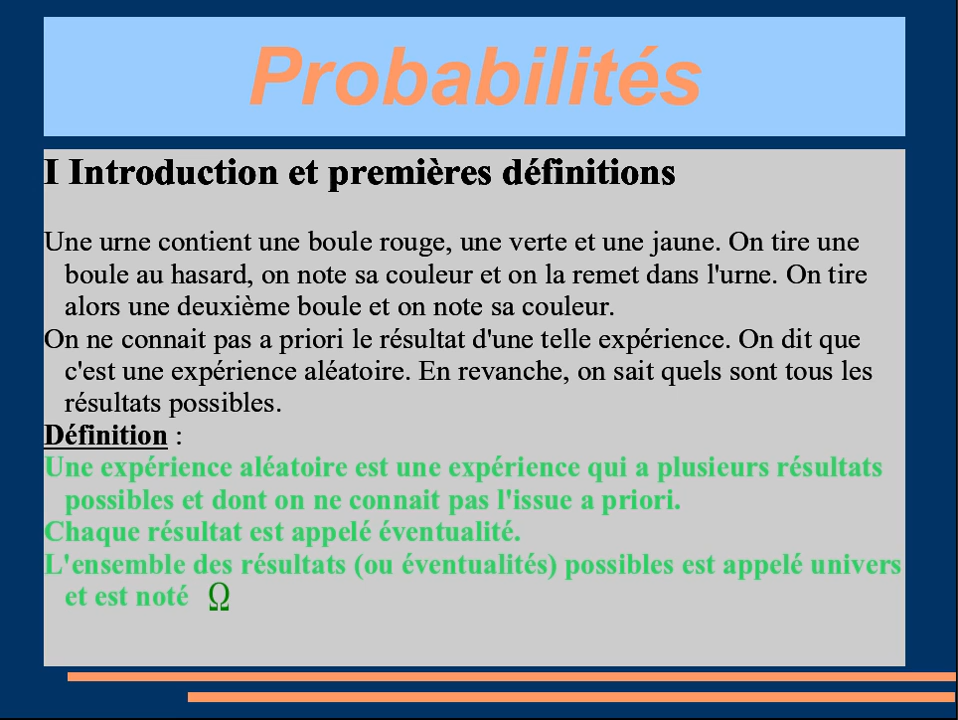 Probabilités
I Introduction et premières définitions
Une urne contient une boule rouge, une verte et une jaune. On tire une
boule au hasard, on note sa couleur et on la remet dans l'urne. On tire
alors une deuxième boule et on note sa couleur.
On ne connait pas a priori le résultat d'une telle expérience. On dit que
c'est une expérience aléatoire. En revanche, on sait quels sont tous les
résultats possibles.
Définition :
Une expérience aléatoire est une expérience qui a plusieurs résultats
possibles et dont on ne connait pas l'issue a priori.
Chaque résultat est appelé éventualité.
L'ensemble des résultats (ou éventualités) possibles est appelé univers
et est noté Ω